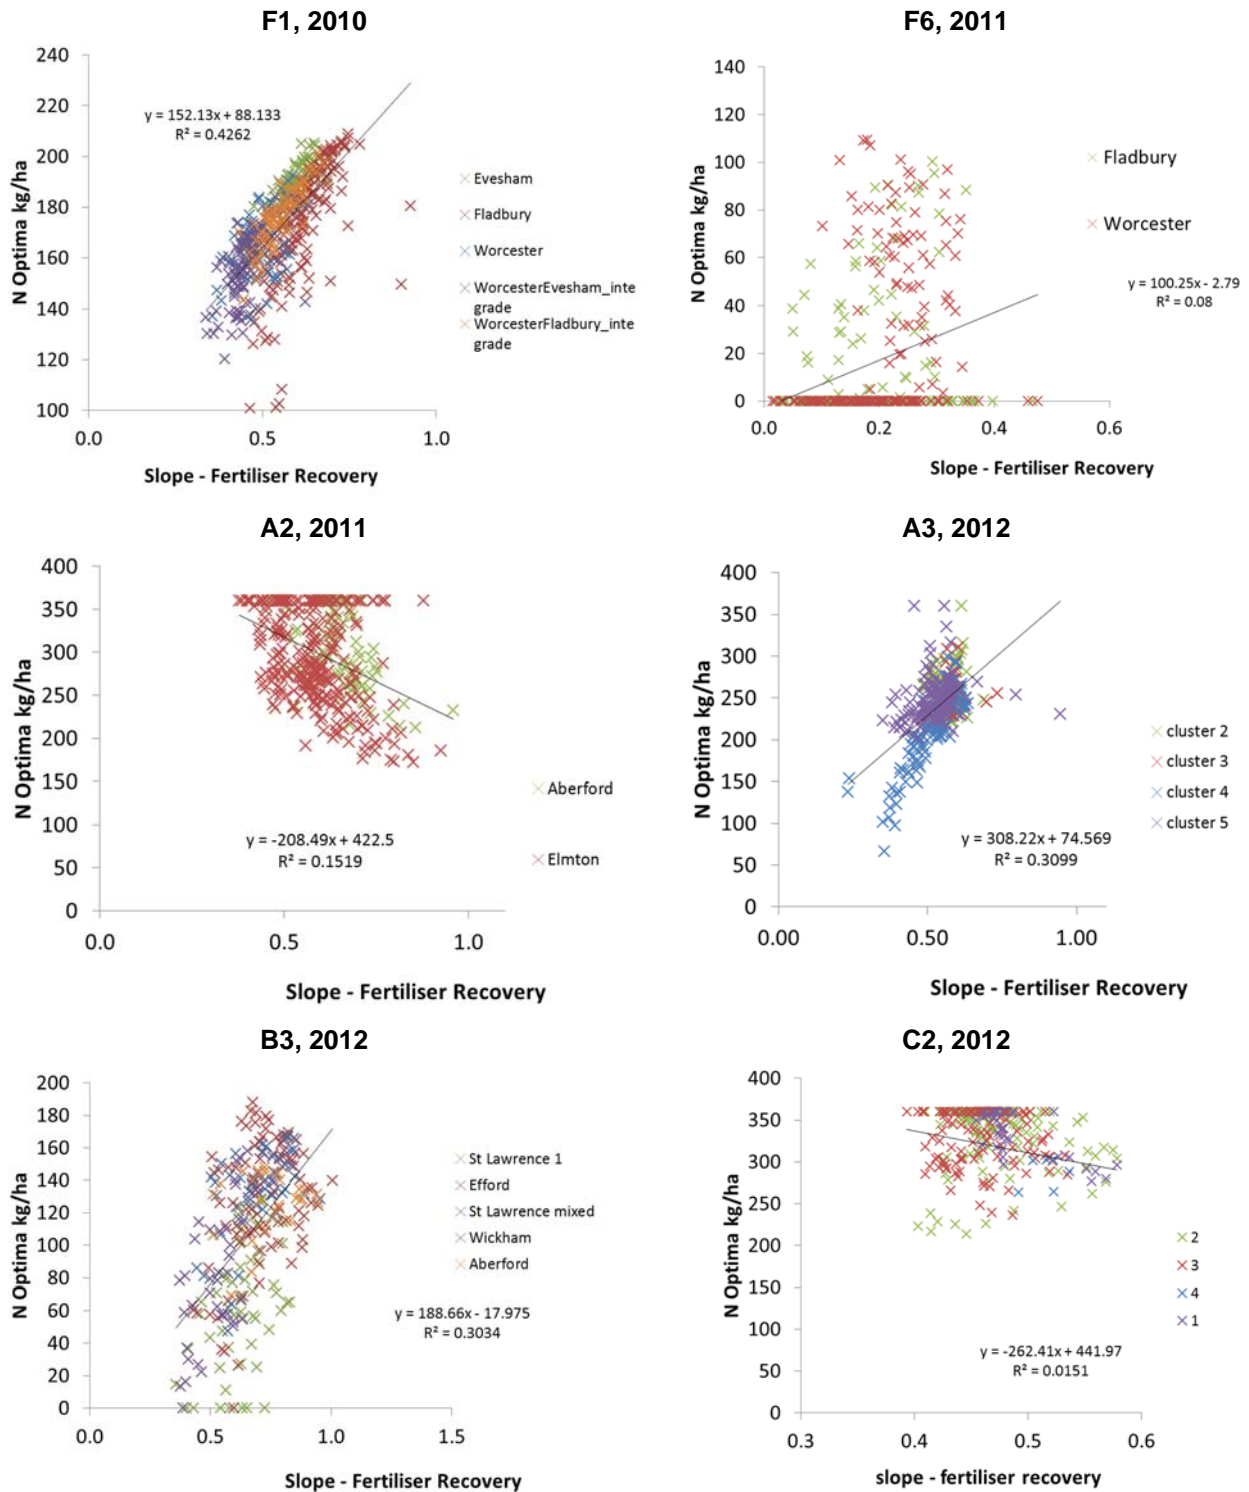 F1, 2010
240
220
200
180
160
140
120
100
0.0
0.5
1.0
N Optima kg/ha
y = 152.13x + 88.133
R² = 0.4262
Evesham
Fladbury
Worcester
WorcesterEvesham_inte
grade
WorcesterFladbury_inte
grade
Slope - Fertiliser Recovery
F6, 2011
140
120
100
80
60
40
20
0
0.0
0.2
0.4
0.6
N Optima kg/ha
Fladbury
Worcester
y = 100.25x - 2.79
R² = 0.08
Slope - Fertiliser Recovery
A2, 2011
400
350
300
250
200
150
100
50
0
0.0
0.5
1.0
N Optima kg/ha
Aberford
Elmton
y = -208.49x + 422.5
R² = 0.1519
Slope - Fertiliser Recovery
A3, 2012
400
350
300
250
200
150
100
50
0
0.00
0.50
1.00
N Optima kg/ha
cluster 2
cluster 3
cluster 4
cluster 5
y = 308.22x + 74.569
R² = 0.3099
Slope - Fertiliser Recovery
B3, 2012
200
180
160
140
120
100
80
60
40
20
0
0.0
0.5
1.0
1.5
N Optima kg/ha
St Lawrence 1
Efford
St Lawrence mixed
Wickham
Aberford
y = 188.66x - 17.975
R² = 0.3034
Slope - Fertiliser Recovery
C2, 2012
400
350
300
250
200
150
100
50
0
0.3
0.4
0.5
0.6
N Optima kg/ha
2
3
4
1
y = -262.41x + 441.97
R² = 0.0151
slope - fertiliser recovery